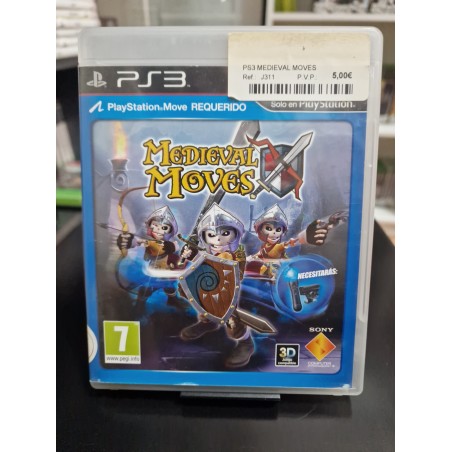 PS3 MEDIEVAL MOVES
Ref.: J311 P.V.P.: 5,00€
PS3
PlayStation®Move REQUERIDO
Solo en PlayStation
MEDIEVAL
MOVES
NECESITARÁS:
7
www.pegi.info
3D
SONY